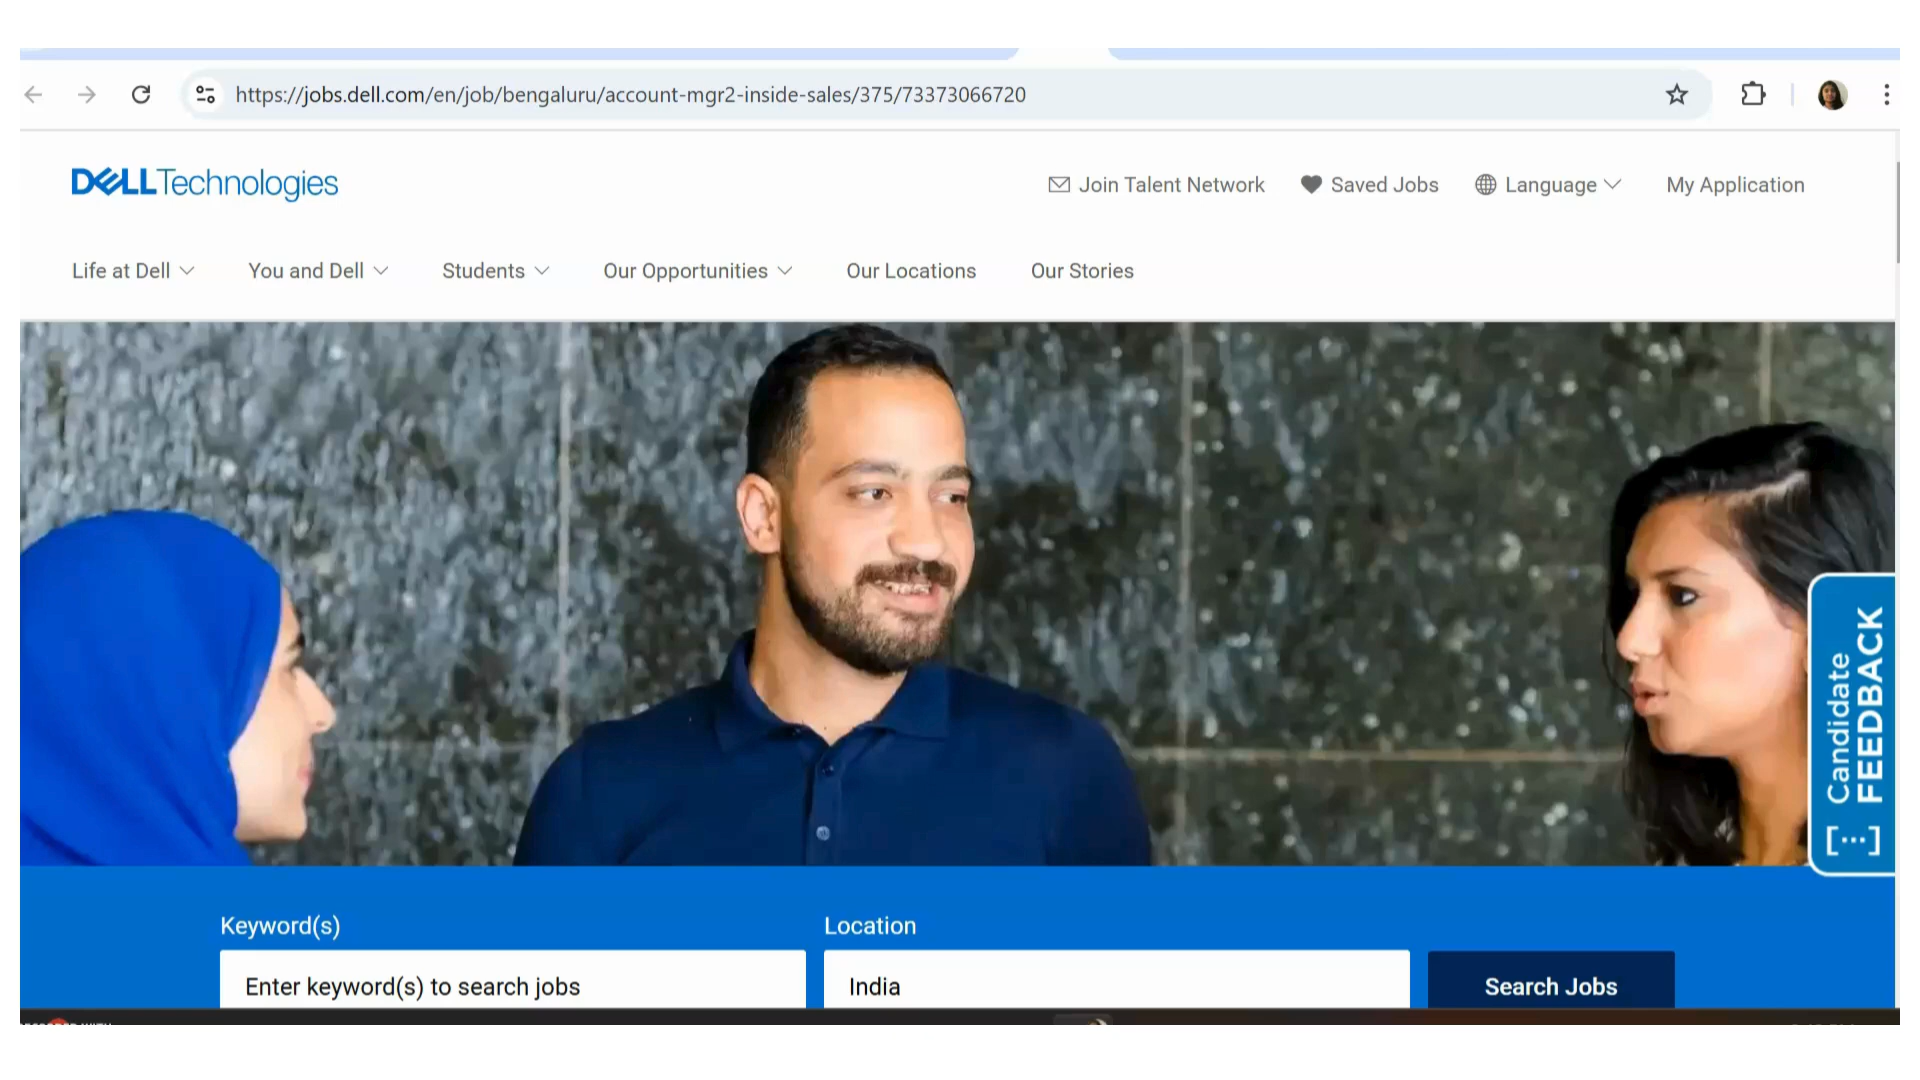 https://jobs.dell.com/en/job/bengaluru/account-mgr2-inside-sales/375/73373066720
DELLTechnologies
Join Talent Network
Saved Jobs
Language
My Application
Life at Dell
You and Dell
Students
Our Opportunities
Our Locations
Our Stories
Candidate
FEEDBACK
Keyword(s)
Location
Enter keyword(s) to search jobs
India
Search Jobs